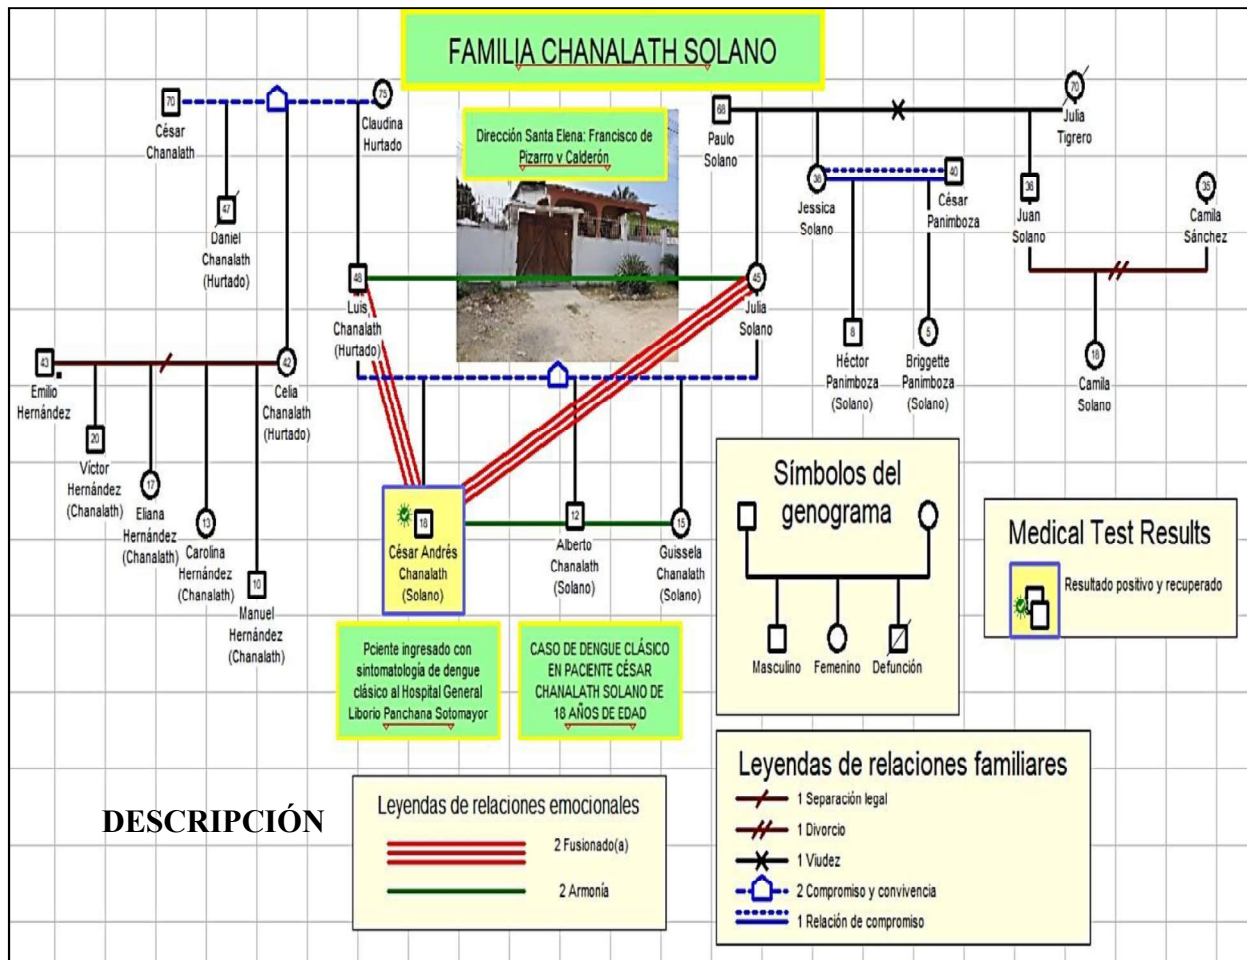 FAMILIA CHANALATH SOLANO
70
César
Chanalath
75
Claudina
Hurtado
47
Daniel
Chanalath
(Hurtado)
Dirección Santa Elena: Francisco de
Pizarro y Calderón
68
Paulo
Solano
70
Julia
Tigrero
36
Jessica
Solano
40
César
Panimboza
36
Juan
Solano
35
Camila
Sánchez
48
Luis
Chanalath
(Hurtado)
45
Julia
Solano
8
Héctor
Panimboza
(Solano)
5
Briggette
Panimboza
(Solano)
18
Camila
Solano
43
Emilio
Hernández
42
Celia
Chanalath
(Hurtado)
20
Víctor
Hernández
(Chanalath)
17
Eliana
Hernández
(Chanalath)
13
Carolina
Hernández
(Chanalath)
10
Manuel
Hernández
(Chanalath)
18
César Andrés
Chanalath
(Solano)
12
Alberto
Chanalath
(Solano)
15
Guissela
Chanalath
(Solano)
Símbolos del
genograma
Masculino
Femenino
Defunción
Medical Test Results
Resultado positivo y recuperado
Pciente ingresado con
sintomatología de dengue
clásico al Hospital General
Liborio Panchana Sotomayor
CASO DE DENGUE CLÁSICO
EN PACIENTE CÉSAR
CHANALATH SOLANO DE
18 AÑOS DE EDAD
DESCRIPCIÓN
Leyendas de relaciones emocionales
2 Fusionado(a)
2 Armonía
Leyendas de relaciones familiares
1 Separación legal
1 Divorcio
1 Viudez
2 Compromiso y convivencia
1 Relación de compromiso